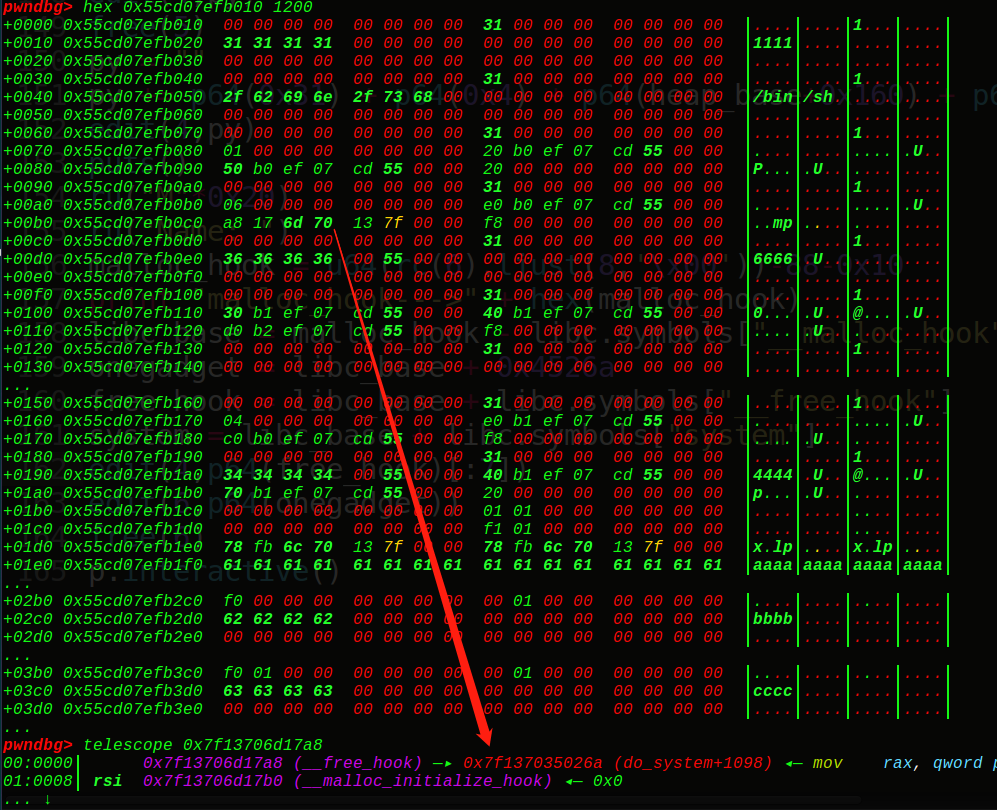 pwndbg> hex 0x55cd07efb010 1200
+0000 0x55cd07efb010  00 00 00 00  00 00 00 00  31 00 00 00  00 00 00 00  |....|....|1...|....|
+0010 0x55cd07efb020  31 31 31 31  00 00 00 00  00 00 00 00  00 00 00 00  |1111|....|....|....|
+0020 0x55cd07efb030  00 00 00 00  00 00 00 00  00 00 00 00  00 00 00 00  |....|....|....|....|
+0030 0x55cd07efb040  00 00 00 00  00 00 00 00  31 00 00 00  00 00 00 00  |....|....|1...|....|
+0040 0x55cd07efb050  2f 62 69 6e  2f 73 68 00  00 00 00 00  00 00 00 00  |/bin|/sh.|....|....|
+0050 0x55cd07efb060  00 00 00 00  00 00 00 00  00 00 00 00  00 00 00 00  |....|....|....|....|
+0060 0x55cd07efb070  00 00 00 00  00 00 00 00  31 00 00 00  00 00 00 00  |....|....|1...|....|
+0070 0x55cd07efb080  01 00 00 00  00 00 00 00  20 b0 ef 07  cd 55 00 00  |....|....|....|.U..|
+0080 0x55cd07efb090  50 b0 ef 07  cd 55 00 00  20 00 00 00  00 00 00 00  |P...|.U..|....|....|
+0090 0x55cd07efb0a0  00 00 00 00  00 00 00 00  31 00 00 00  00 00 00 00  |....|....|1...|....|
+00a0 0x55cd07efb0b0  06 00 00 00  00 00 00 00  e0 b0 ef 07  cd 55 00 00  |....|....|....|.U..|
+00b0 0x55cd07efb0c0  a8 17 6d 70  13 7f 00 00  f8 00 00 00  00 00 00 00  |..mp|....|....|....|
+00c0 0x55cd07efb0d0  00 00 00 00  00 00 00 00  31 00 00 00  00 00 00 00  |....|....|1...|....|
+00d0 0x55cd07efb0e0  36 36 36 36  00 55 00 00  00 00 00 00  00 00 00 00  |6666|.U..|....|....|
+00e0 0x55cd07efb0f0  00 00 00 00  00 00 00 00  00 00 00 00  00 00 00 00  |....|....|....|....|
+00f0 0x55cd07efb100  00 00 00 00  00 00 00 00  31 00 00 00  00 00 00 00  |....|....|1...|....|
+0100 0x55cd07efb110  30 b1 ef 07  cd 55 00 00  40 b1 ef 07  cd 55 00 00  |0...|.U..|@...|.U..|
+0110 0x55cd07efb120  d0 b2 ef 07  cd 55 00 00  f8 00 00 00  00 00 00 00  |....|.U..|....|....|
+0120 0x55cd07efb130  00 00 00 00  00 00 00 00  31 00 00 00  00 00 00 00  |....|....|1...|....|
+0130 0x55cd07efb140  00 00 00 00  00 00 00 00  00 00 00 00  00 00 00 00  |....|....|....|....|
...
+0150 0x55cd07efb160  00 00 00 00  00 00 00 00  31 00 00 00  00 00 00 00  |....|....|1...|....|
+0160 0x55cd07efb170  04 00 00 00  00 00 00 00  e0 b1 ef 07  cd 55 00 00  |....|....|....|.U..|
+0170 0x55cd07efb180  c0 b0 ef 07  cd 55 00 00  f8 00 00 00  00 00 00 00  |....|.U..|....|....|
+0180 0x55cd07efb190  00 00 00 00  00 00 00 00  31 00 00 00  00 00 00 00  |....|....|1...|....|
+0190 0x55cd07efb1a0  34 34 34 34  00 55 00 00  40 b1 ef 07  cd 55 00 00  |4444|.U..|@...|.U..|
+01a0 0x55cd07efb1b0  70 b1 ef 07  cd 55 00 00  20 00 00 00  00 00 00 00  |p...|.U..|....|....|
+01b0 0x55cd07efb1c0  00 00 00 00  00 00 00 00  01 01 00 00  00 00 00 00  |....|....|....|....|
+01c0 0x55cd07efb1d0  00 00 00 00  00 00 00 00  f1 01 00 00  00 00 00 00  |....|....|....|....|
+01d0 0x55cd07efb1e0  78 fb 6c 70  13 7f 00 00  78 fb 6c 70  13 7f 00 00  |x.lp|....|x.lp|....|
+01e0 0x55cd07efb1f0  61 61 61 61  61 61 61 61  61 61 61 61  61 61 61 61  |aaaa|aaaa|aaaa|aaaa|
...
+02b0 0x55cd07efb2c0  f0 00 00 00  00 00 00 00  00 01 00 00  00 00 00 00  |....|....|....|....|
+02c0 0x55cd07efb2d0  62 62 62 62  00 00 00 00  00 00 00 00  00 00 00 00  |bbbb|....|....|....|
+02d0 0x55cd07efb2e0  00 00 00 00  00 00 00 00  00 00 00 00  00 00 00 00  |....|....|....|....|
...
+03b0 0x55cd07efb3c0  f0 01 00 00  00 00 00 00  00 01 00 00  00 00 00 00  |....|....|....|....|
+03c0 0x55cd07efb3d0  63 63 63 63  00 00 00 00  00 00 00 00  00 00 00 00  |cccc|....|....|....|
+03d0 0x55cd07efb3e0  00 00 00 00  00 00 00 00  00 00 00 00  00 00 00 00  |....|....|....|....|
...
pwndbg> telescope 0x7f13706d17a8
00:0000│      0x7f13706d17a8 (__free_hook) —▸ 0x7f137035026a (do_system+1098) ◂— mov    rax, qword p
01:0008│ rsi  0x7f13706d17b0 (__malloc_initialize_hook) ◂— 0x0
... ↓